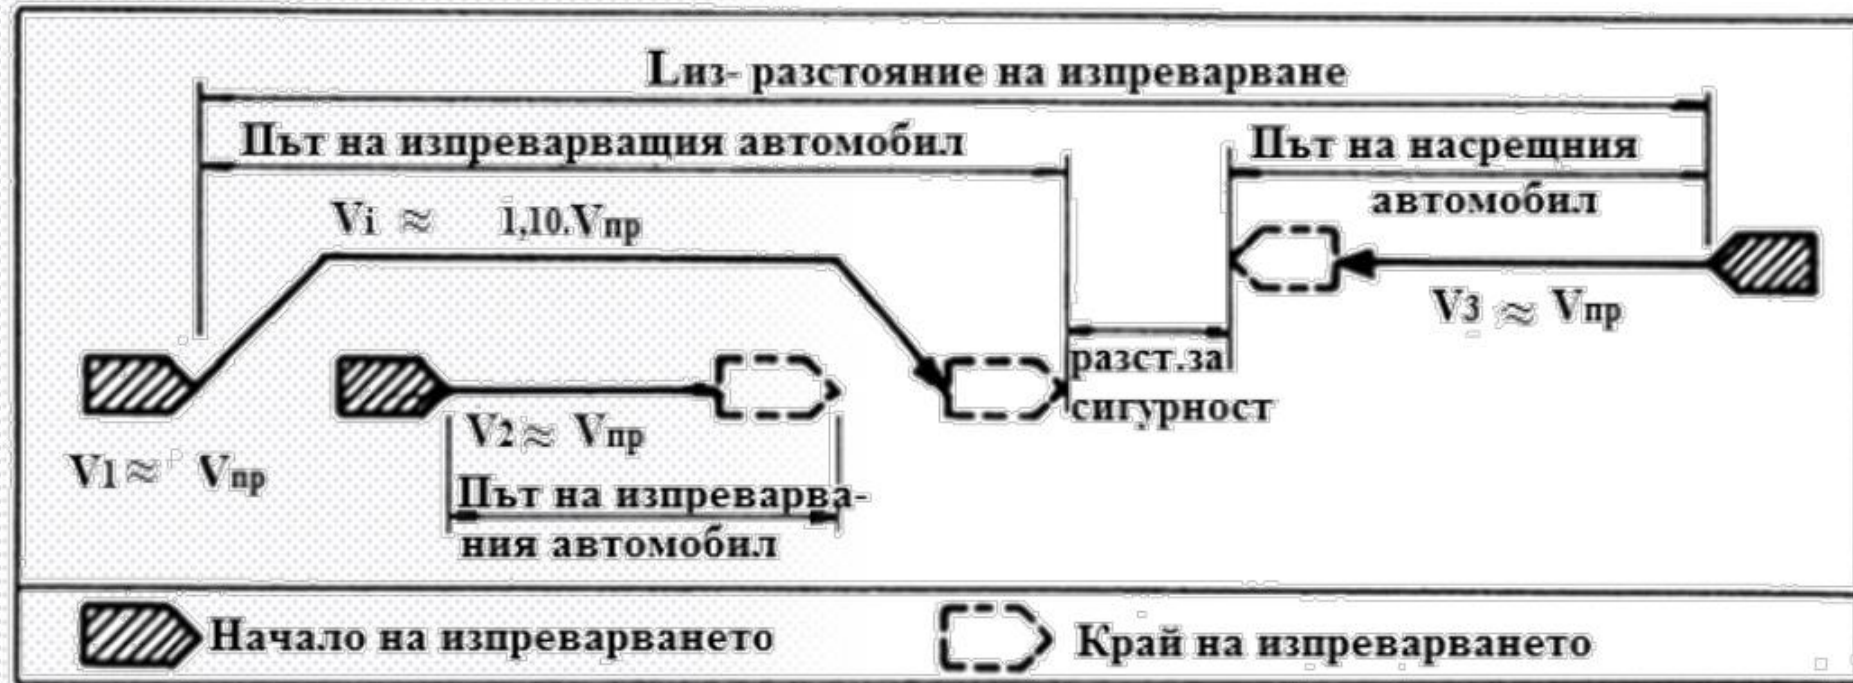 Lиз- разстояние на изпреварване
Път на изпреварващия автомобил
Път на насрещния
автомобил
Vi ≈ 1,10.Vпр
V3 ≈ Vпр
разст.за
сигурност
V2 ≈ Vпр
V1 ≈ Vпр
Път на изпреварва-
ния автомобил
Начало на изпреварването
Край на изпреварването